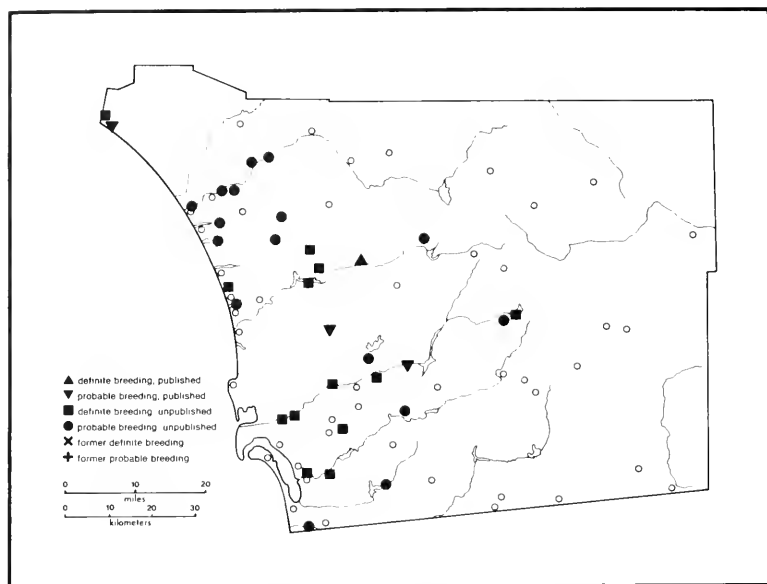 definite breeding, published
probable breeding, published
definite breeding unpublished
probable breeding unpublished
former definite breeding
former probable breeding
0 10 20
miles
0 10 20 30
kilometers